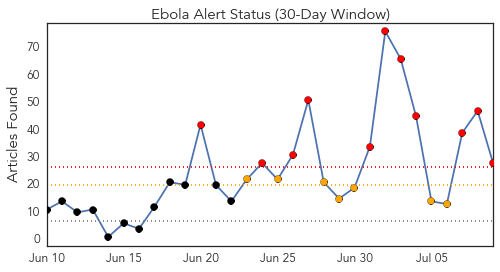 Ebola Alert Status (30-Day Window)
Articles Found
70
60
50
40
30
20
10
0
Jun 10
Jun 15
Jun 20
Jun 25
Jun 30
Jul 05